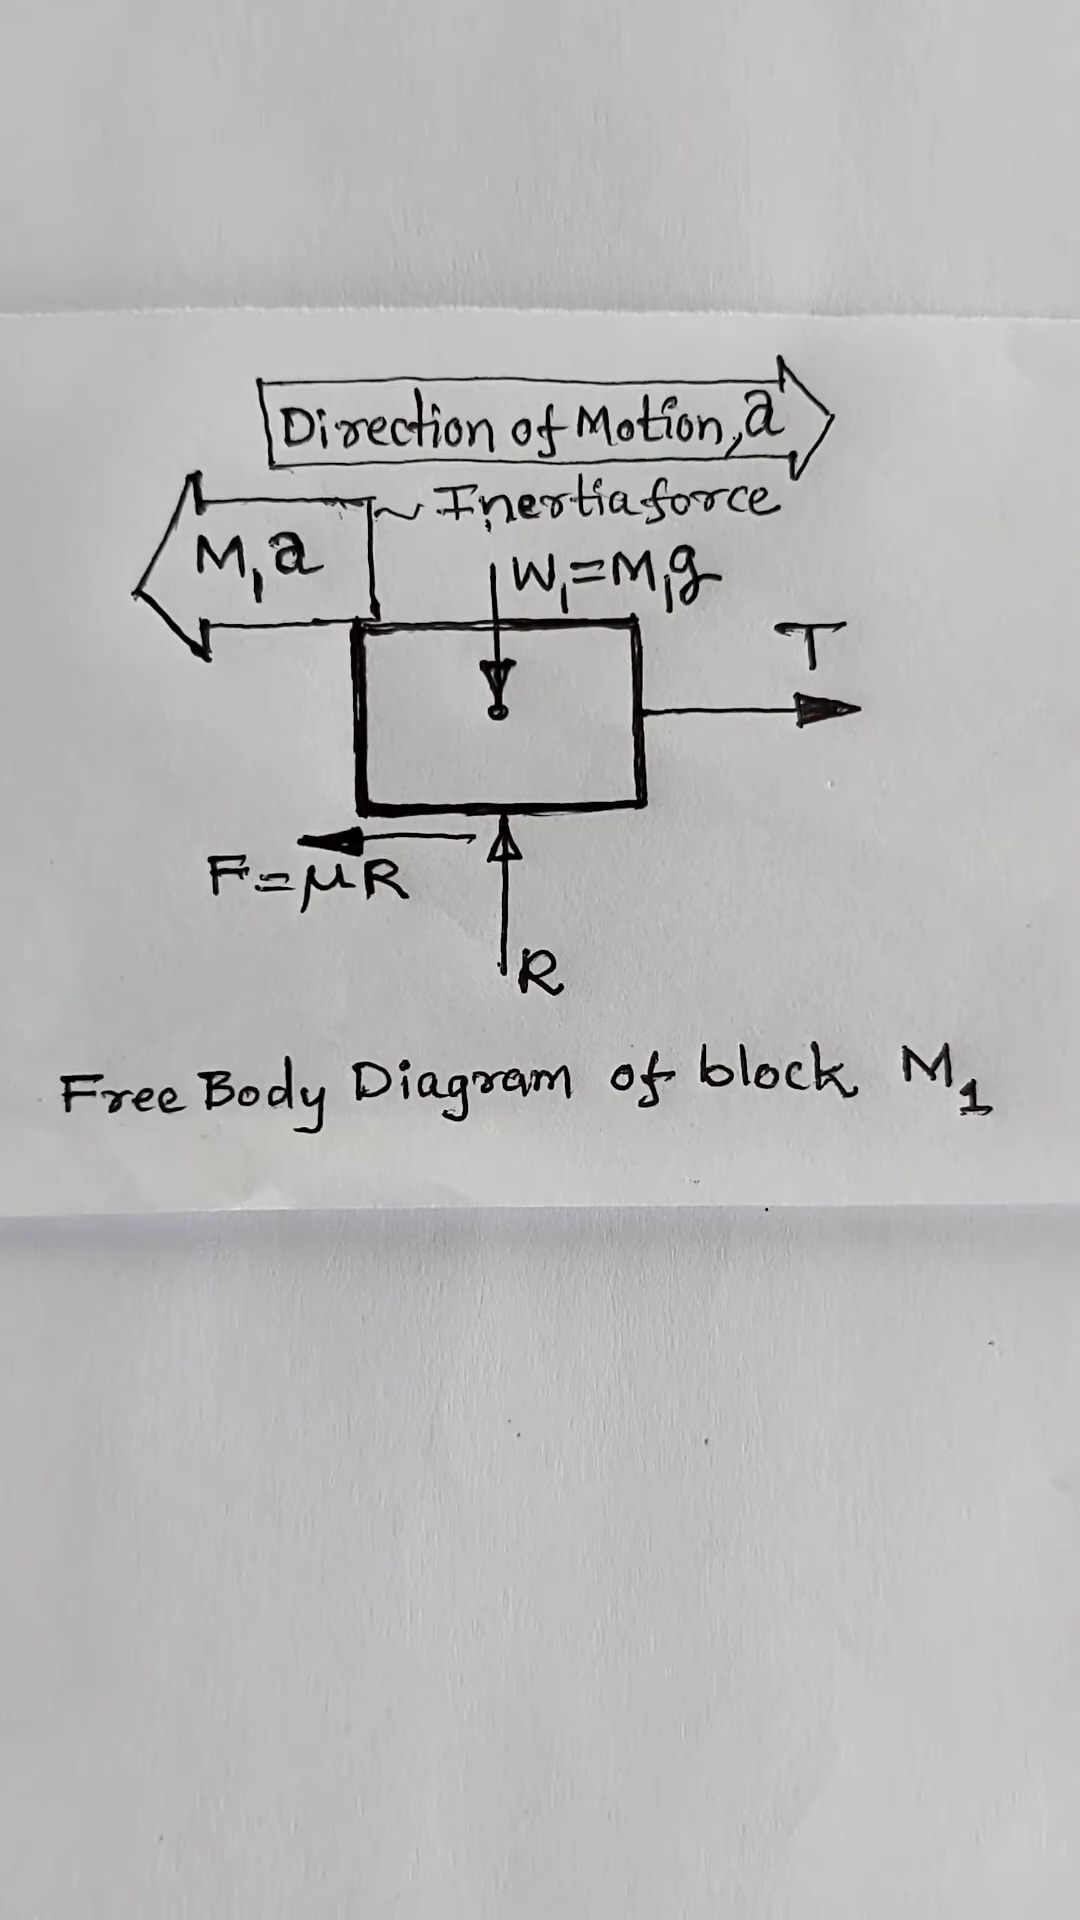 Direction of Motion, a
Inertia force
M₁a
W₁=M₁g
T
F=μR
R
Free Body Diagram of block M₁